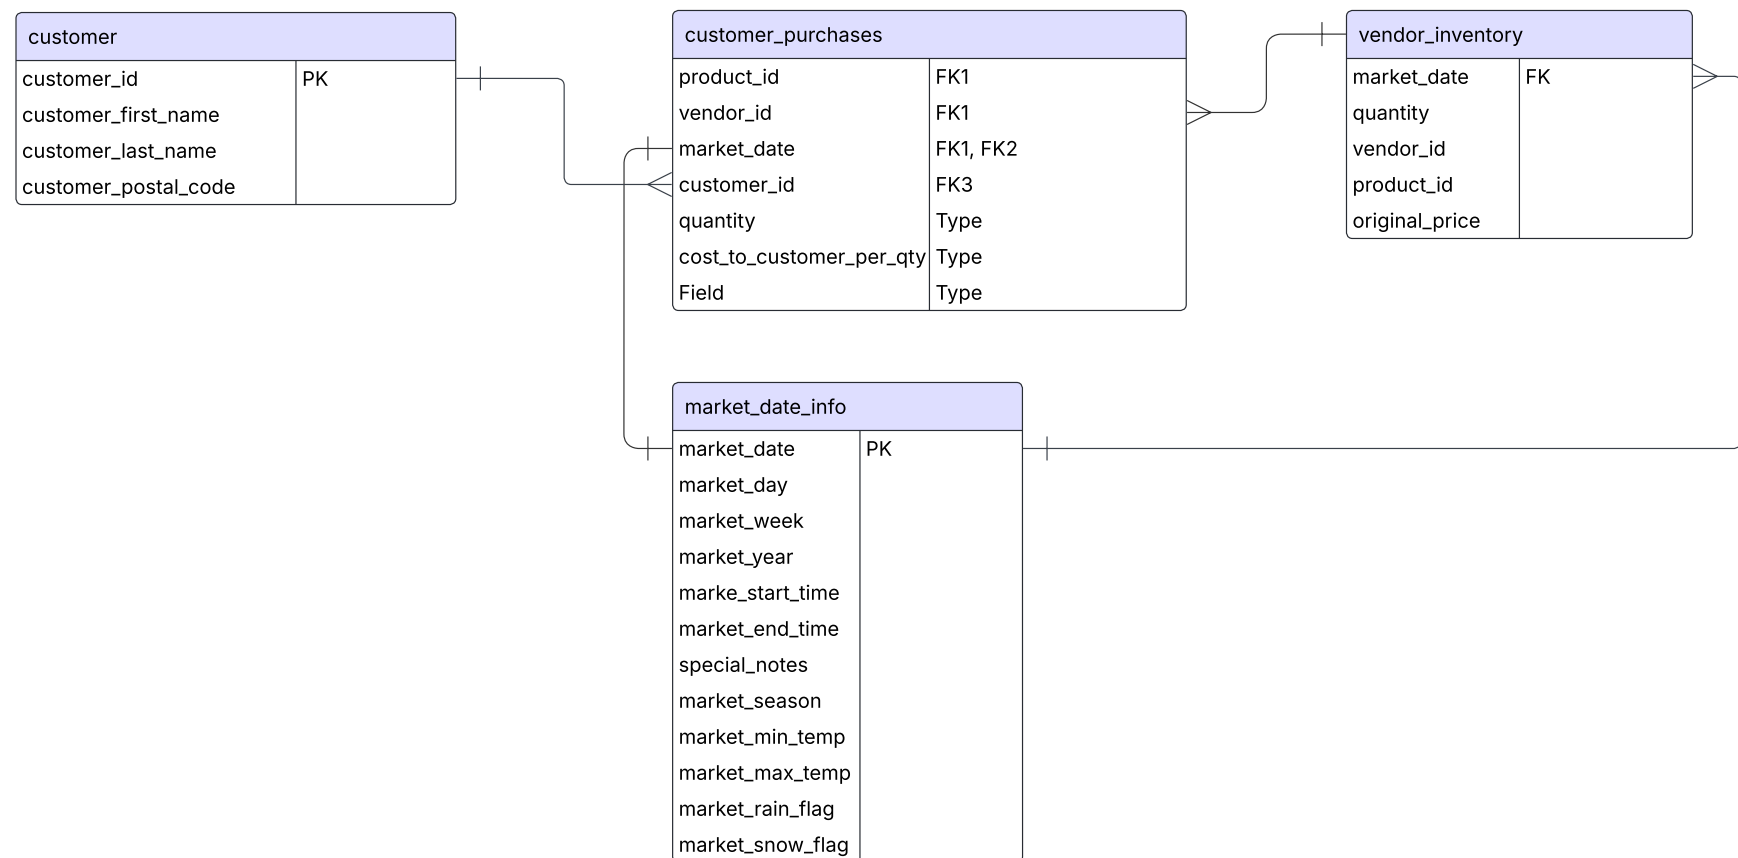 customer
customer_id PK
customer_first_name
customer_last_name
customer_postal_code
customer_purchases
product_id FK1
vendor_id FK1
market_date FK1, FK2
customer_id FK3
quantity Type
cost_to_customer_per_qty Type
Field Type
vendor_inventory
market_date FK
quantity
vendor_id
product_id
original_price
market_date_info
market_date PK
market_day
market_week
market_year
marke_start_time
market_end_time
special_notes
market_season
market_min_temp
market_max_temp
market_rain_flag
market_snow_flag